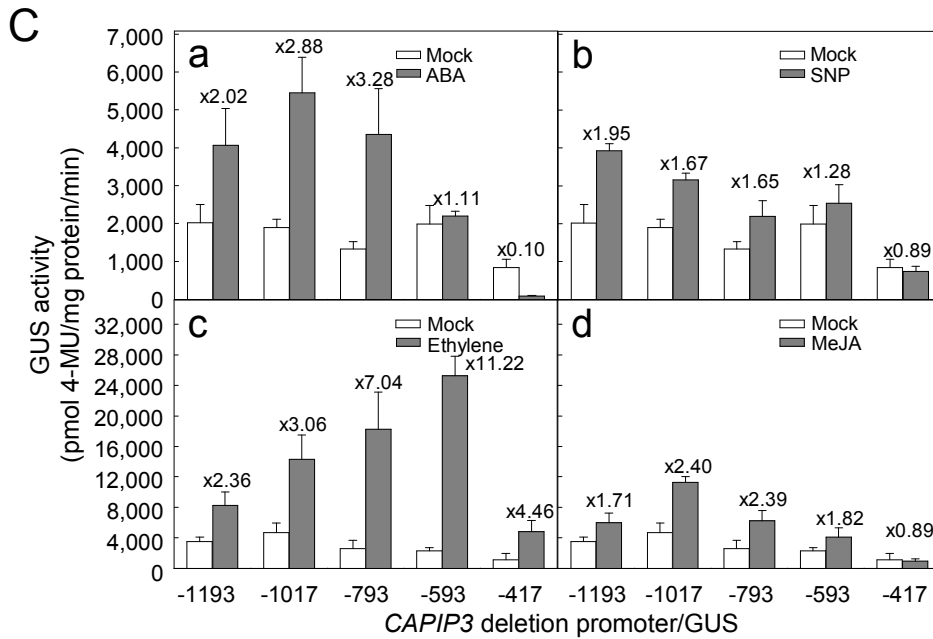 C
GUS activity
(pmol 4-MU/mg protein/min)
7,000
6,000
5,000
4,000
3,000
2,000
1,000
0
a
Mock
ABA
x2.02
x2.88
x3.28
x1.11
x0.10
b
Mock
SNP
x1.95
x1.67
x1.65
x1.28
x0.89
32,000
28,000
24,000
20,000
16,000
12,000
8,000
4,000
0
c
Mock
Ethylene
x2.36
x3.06
x7.04
x11.22
x4.46
d
Mock
MeJA
x1.71
x2.40
x2.39
x1.82
x0.89
-1193 -1017 -793 -593 -417 -1193 -1017 -793 -593 -417
CAPIP3 deletion promoter/GUS